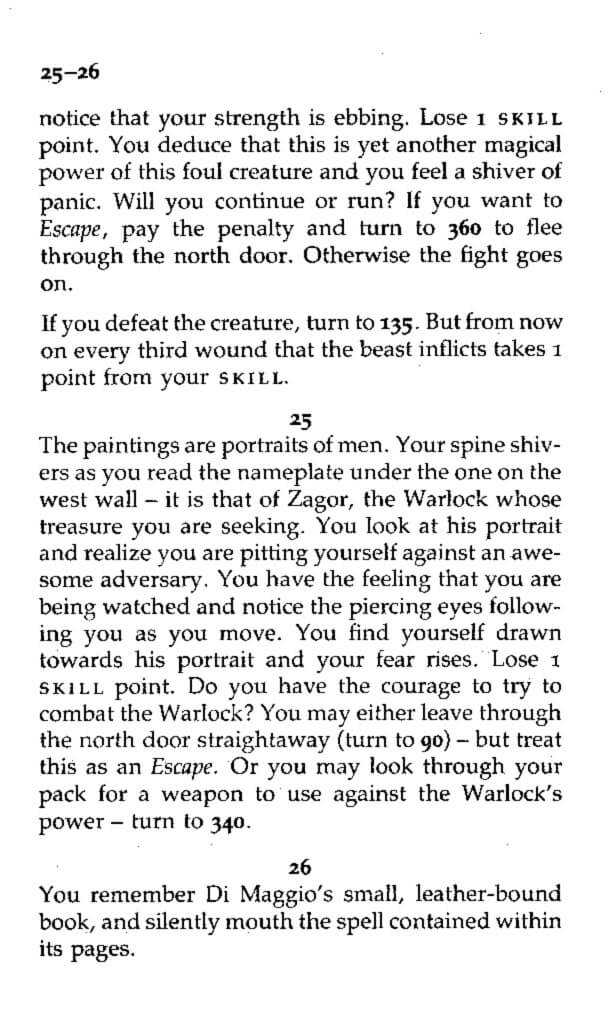 25–26
notice that your strength is ebbing. Lose 1 SKILL
point. You deduce that this is yet another magical
power of this foul creature and you feel a shiver of
panic. Will you continue or run? If you want to
Escape, pay the penalty and turn to 360 to flee
through the north door. Otherwise the fight goes
on.
If you defeat the creature, turn to 135. But from now
on every third wound that the beast inflicts takes 1
point from your SKILL.
25
The paintings are portraits of men. Your spine shiv-
ers as you read the nameplate under the one on the
west wall – it is that of Zagor, the Warlock whose
treasure you are seeking. You look at his portrait
and realize you are pitting yourself against an awe-
some adversary. You have the feeling that you are
being watched and notice the piercing eyes follow-
ing you as you move. You find yourself drawn
towards his portrait and your fear rises. Lose 1
SKILL point. Do you have the courage to try to
combat the Warlock? You may either leave through
the north door straightaway (turn to 90) – but treat
this as an Escape. Or you may look through your
pack for a weapon to use against the Warlock's
power – turn to 340.
26
You remember Di Maggio's small, leather-bound
book, and silently mouth the spell contained within
its pages.